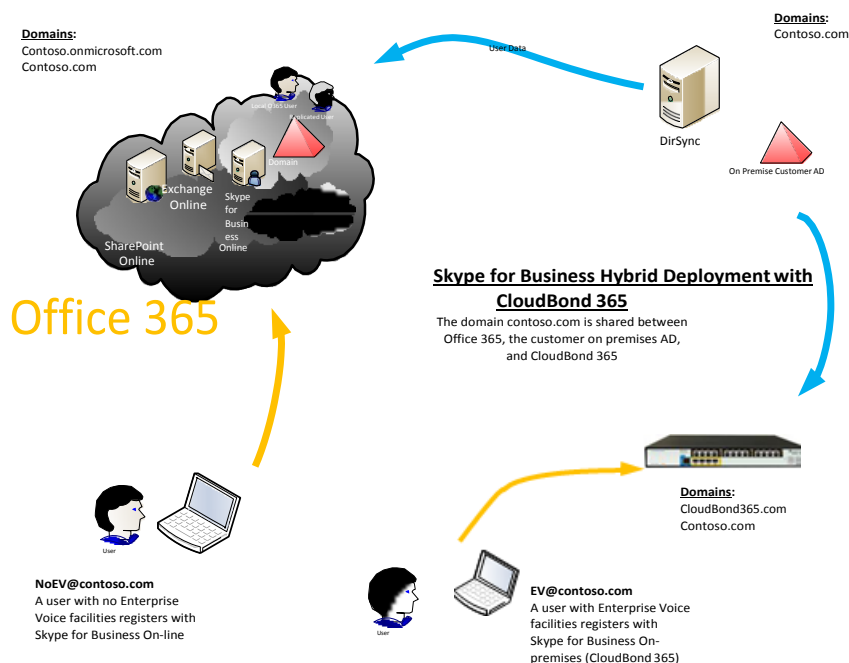 Domains:
Contoso.onmicrosoft.com
Contoso.com
User Data
Domains:
Contoso.com
DirSync
On Premise Customer AD
Local O365 User
Replicated User
Domain
Exchange
Online
Skype
for
Busin
ess
Online
SharePoint
Online
Office 365
Skype for Business Hybrid Deployment with
CloudBond 365
The domain contoso.com is shared between
Office 365, the customer on premises AD,
and CloudBond 365
Domains:
CloudBond365.com
Contoso.com
User
NoEV@contoso.com
A user with no Enterprise
Voice facilities registers with
Skype for Business On-line
User
EV@contoso.com
A user with Enterprise Voice
facilities registers with
Skype for Business On-
premises (CloudBond 365)